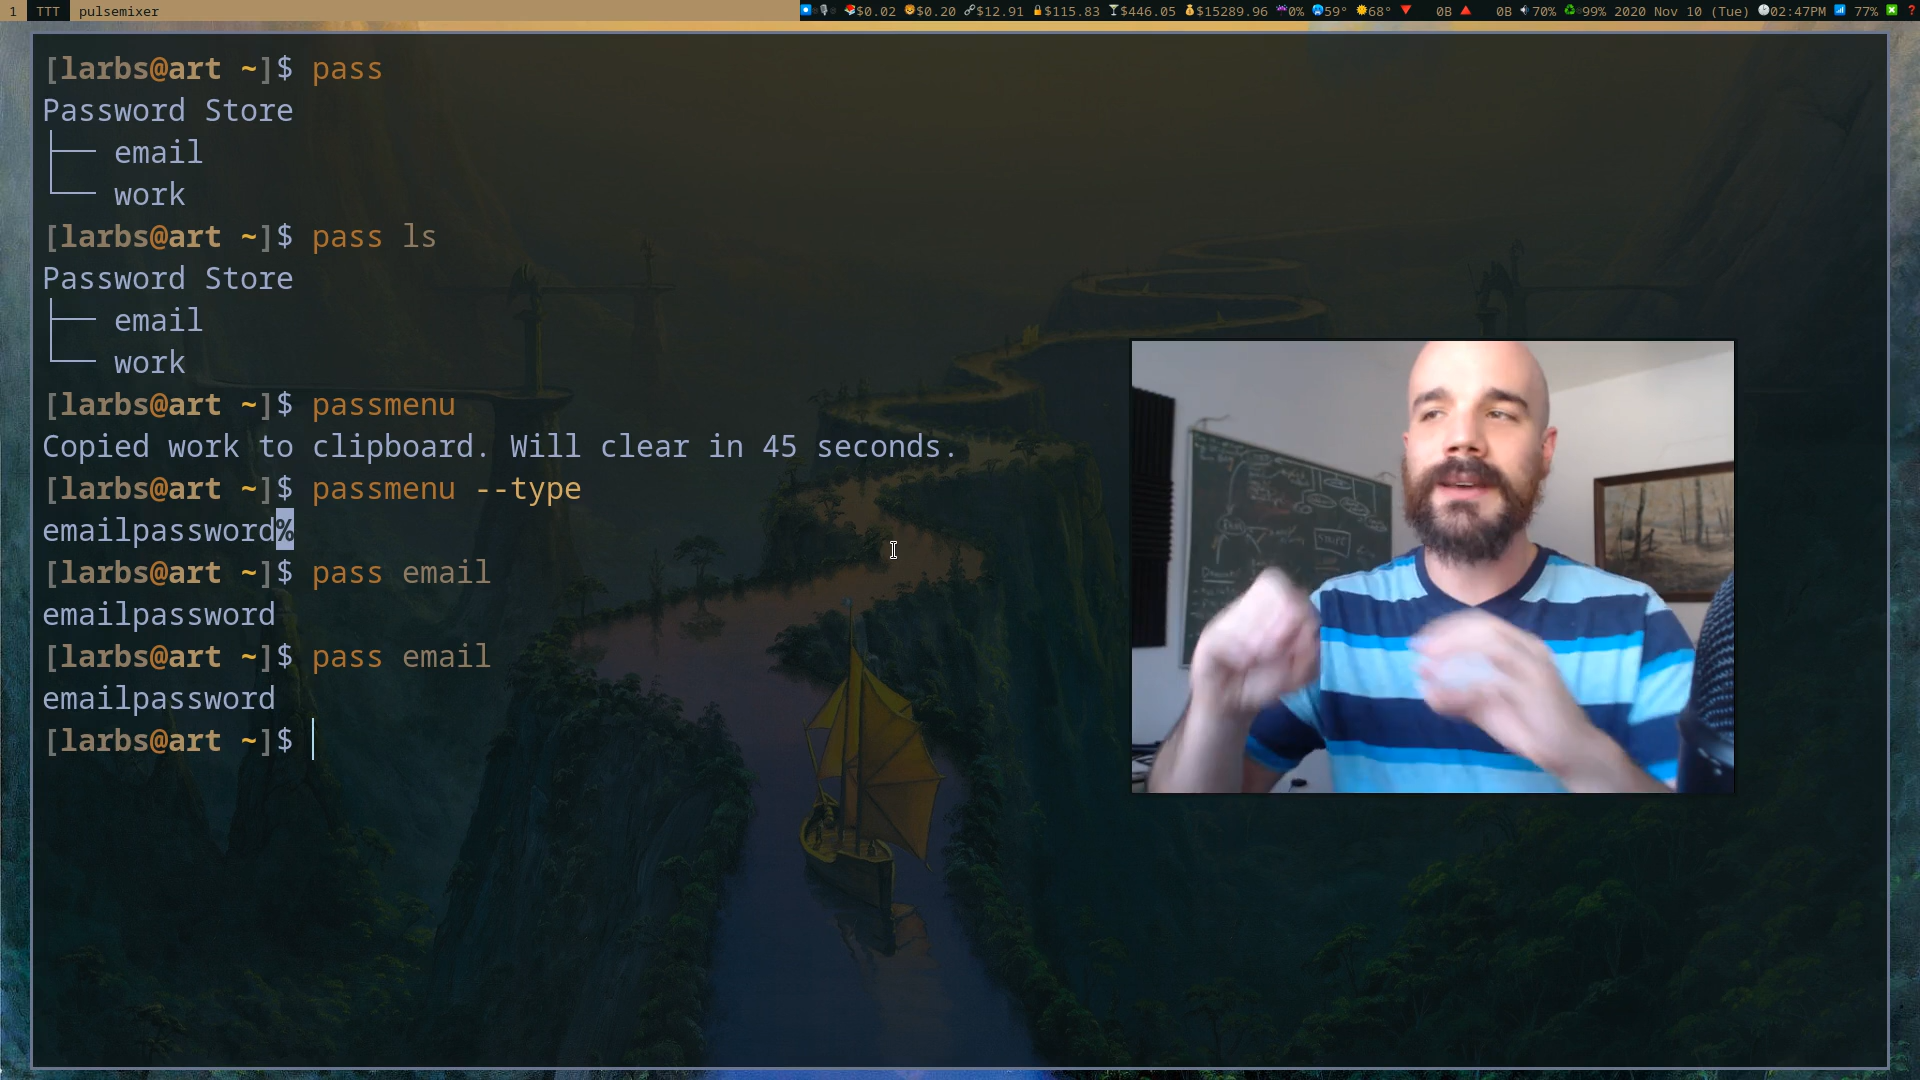 1 TTT pulsemixer $0.02 $0.20 $12.91 $115.83 $446.05 $15289.96 0% 59° 68° 0B 0B 70% 99% 2020 Nov 10 (Tue) 02:47PM 77%
[larbs@art ~]$ pass
Password Store
├── email
└── work
[larbs@art ~]$ pass ls
Password Store
├── email
└── work
[larbs@art ~]$ passmenu
Copied work to clipboard. Will clear in 45 seconds.
[larbs@art ~]$ passmenu --type
emailpassword%
[larbs@art ~]$ pass email
emailpassword
[larbs@art ~]$ pass email
emailpassword
[larbs@art ~]$